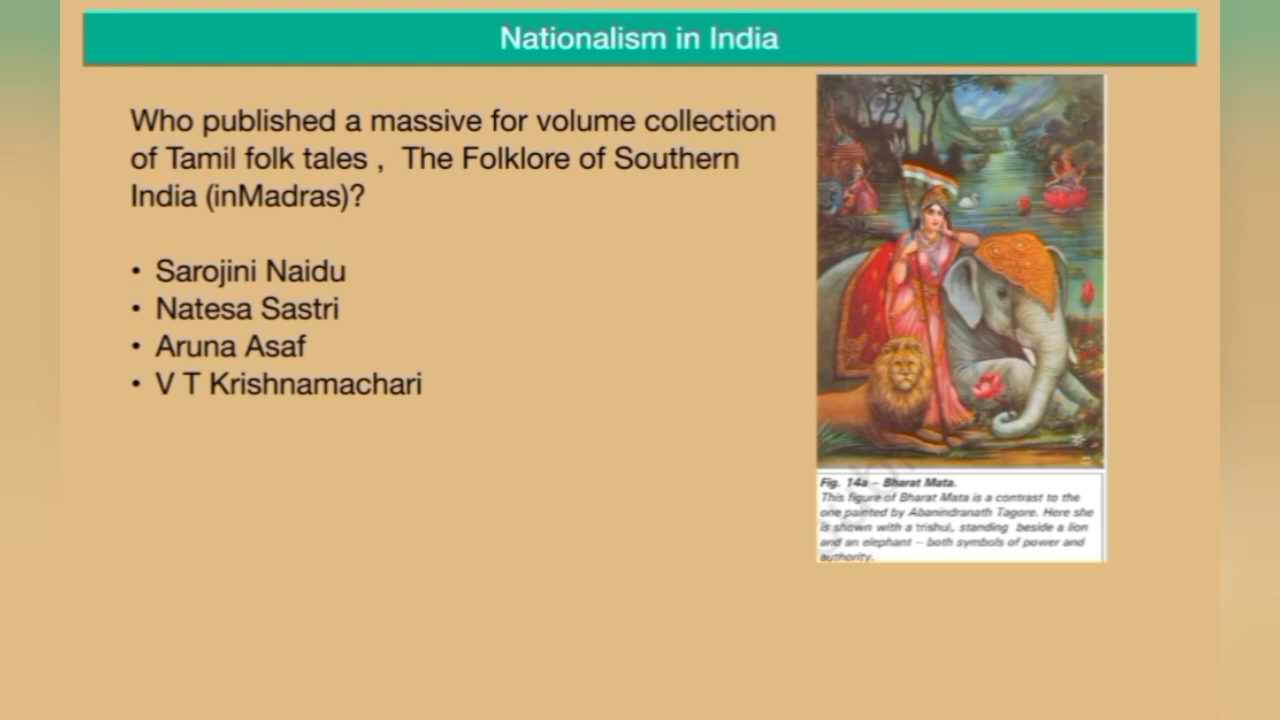 Nationalism in India
Who published a massive for volume collection
of Tamil folk tales , The Folklore of Southern
India (inMadras)?
• Sarojini Naidu
• Natesa Sastri
• Aruna Asaf
• V T Krishnamachari
Fig. 14a – Bharat Mata.
This figure of Bharat Mata is a contrast to the
one painted by Abanindranath Tagore. Here she
is shown with a trishul, standing beside a lion
and an elephant – both symbols of power and
authority.